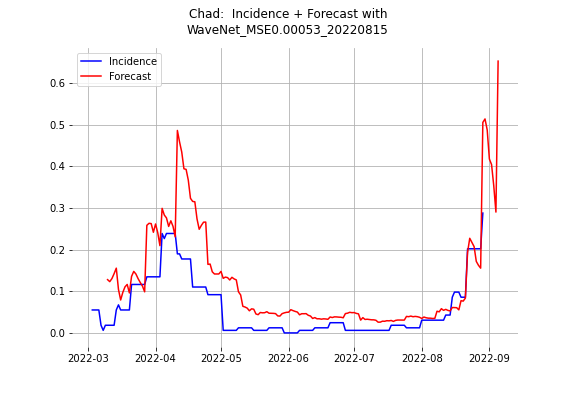 Chad:  Incidence + Forecast with
WaveNet_MSE0.00053_20220815
Incidence
Forecast
0.6
0.5
0.4
0.3
0.2
0.1
0.0
2022-03 2022-04 2022-05 2022-06 2022-07 2022-08 2022-09